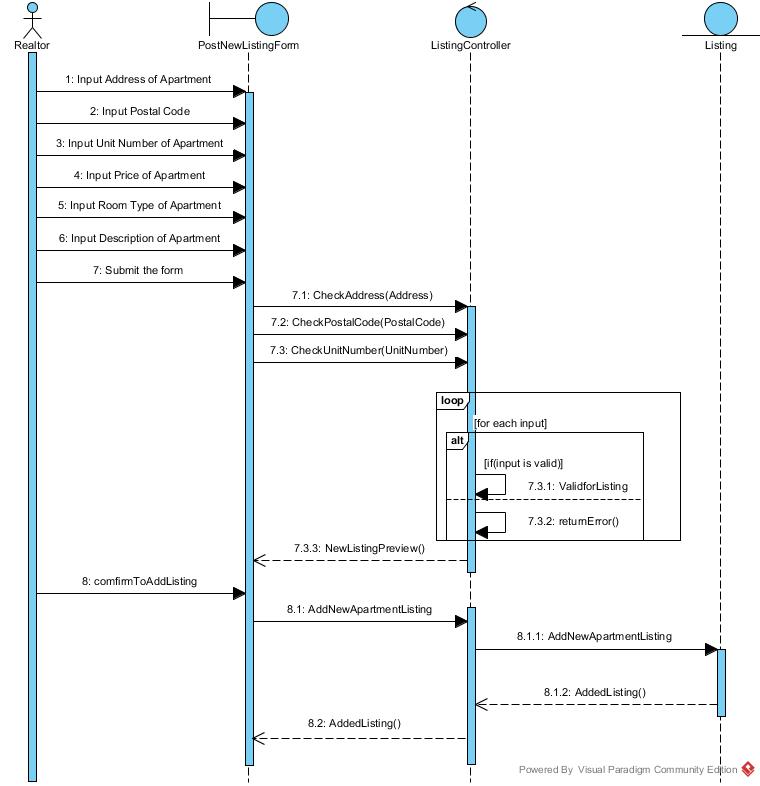 Realtor
PostNewListingForm
ListingController
Listing
1: Input Address of Apartment
2: Input Postal Code
3: Input Unit Number of Apartment
4: Input Price of Apartment
5: Input Room Type of Apartment
6: Input Description of Apartment
7: Submit the form
7.1: CheckAddress(Address)
7.2: CheckPostalCode(PostalCode)
7.3: CheckUnitNumber(UnitNumber)
loop
[for each input]
alt
[if(input is valid)]
7.3.1: ValidforListing
7.3.2: returnError()
7.3.3: NewListingPreview()
8: comfirmToAddListing
8.1: AddNewApartmentListing
8.1.1: AddNewApartmentListing
8.1.2: AddedListing()
8.2: AddedListing()
Powered By Visual Paradigm Community Edition